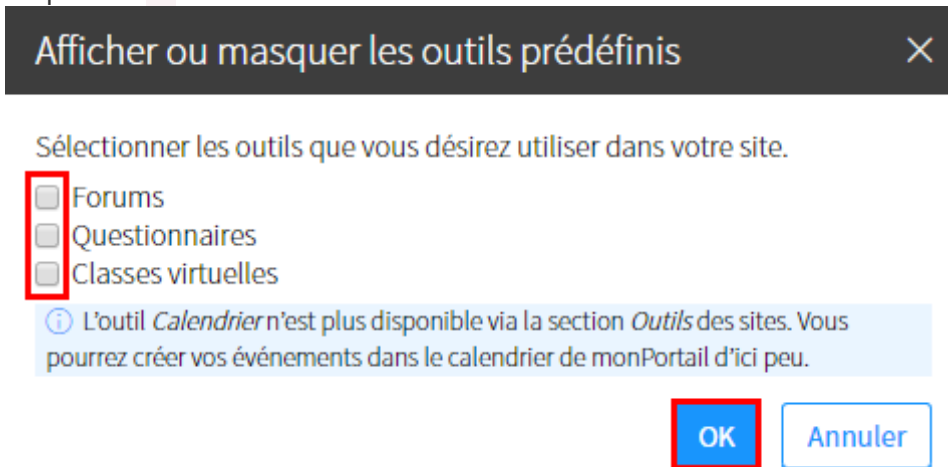 Afficher ou masquer les outils prédéfinis
Sélectionner les outils que vous désirez utiliser dans votre site.
Forums
Questionnaires
Classes virtuelles
L'outil Calendrier n'est plus disponible via la section Outils des sites. Vous
pourrez créer vos événements dans le calendrier de monPortail d'ici peu.
OK Annuler